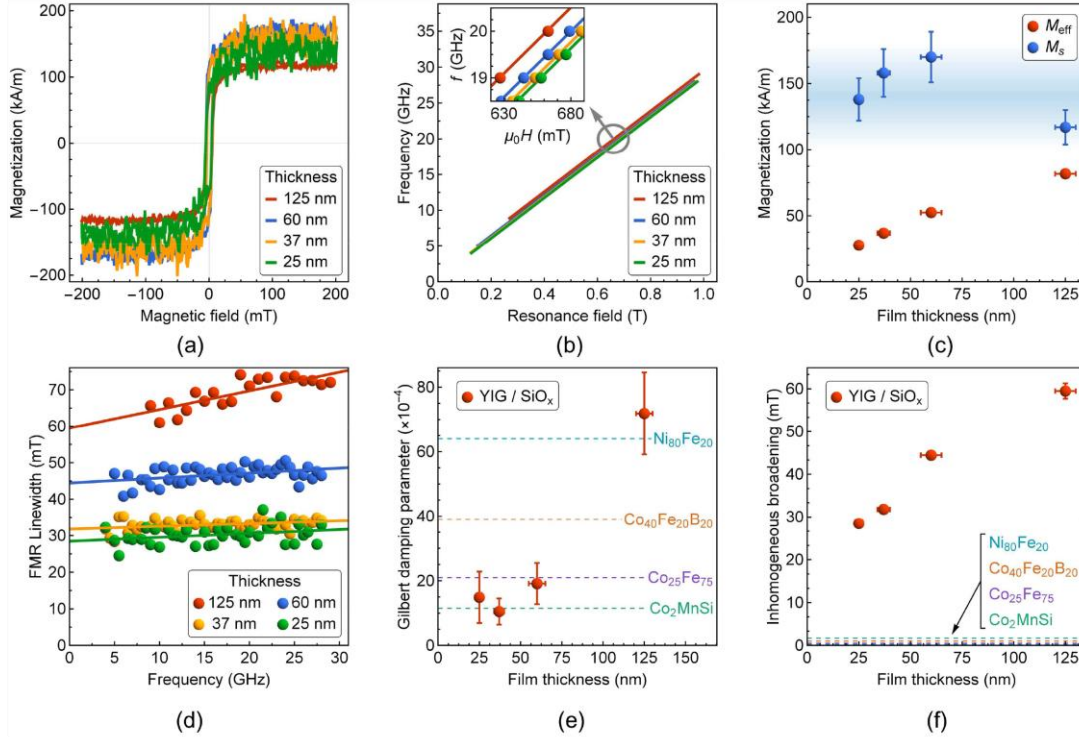 200
150
100
50
0
−50
−100
−150
−200
−200
−100
0
100
200
Magnetization (kA/m)
Magnetic field (mT)
Thickness
125 nm
60 nm
37 nm
25 nm
(a)
35
30
25
20
15
10
5
0
0.0
0.2
0.4
0.6
0.8
1.0
Frequency (GHz)
Resonance field (T)
20
19
630
680
f (GHz)
μ₀H (mT)
Thickness
125 nm
60 nm
37 nm
25 nm
(b)
200
150
100
50
0
0
25
50
75
100
125
Magnetization (kA/m)
Film thickness (nm)
Meff
Ms
(c)
70
60
50
40
30
20
10
0
0
5
10
15
20
25
30
FMR Linewidth (mT)
Frequency (GHz)
Thickness
125 nm
60 nm
37 nm
25 nm
(d)
80
60
40
20
0
0
25
50
75
100
125
150
Gilbert damping parameter (×10⁻⁴)
Film thickness (nm)
YIG / SiOₓ
Ni₈₀Fe₂₀
Co₄₀Fe₂₀B₂₀
Co₂₅Fe₇₅
Co₂MnSi
(e)
60
50
40
30
20
10
0
0
25
50
75
100
125
Inhomogeneous broadening (mT)
Film thickness (nm)
YIG / SiOₓ
Ni₈₀Fe₂₀
Co₄₀Fe₂₀B₂₀
Co₂₅Fe₇₅
Co₂MnSi
(f)